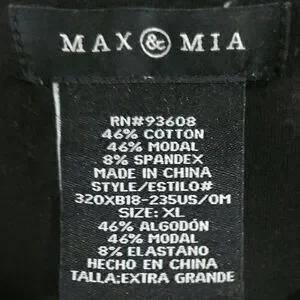 MAX & MIA
RN#93608
46% COTTON
46% MODAL
8% SPANDEX
MADE IN CHINA
STYLE/ESTILO#
320XB18-235US/OM
SIZE: XL
46% ALGODÓN
46% MODAL
8% ELASTANO
HECHO EN CHINA
TALLA:EXTRA GRANDE